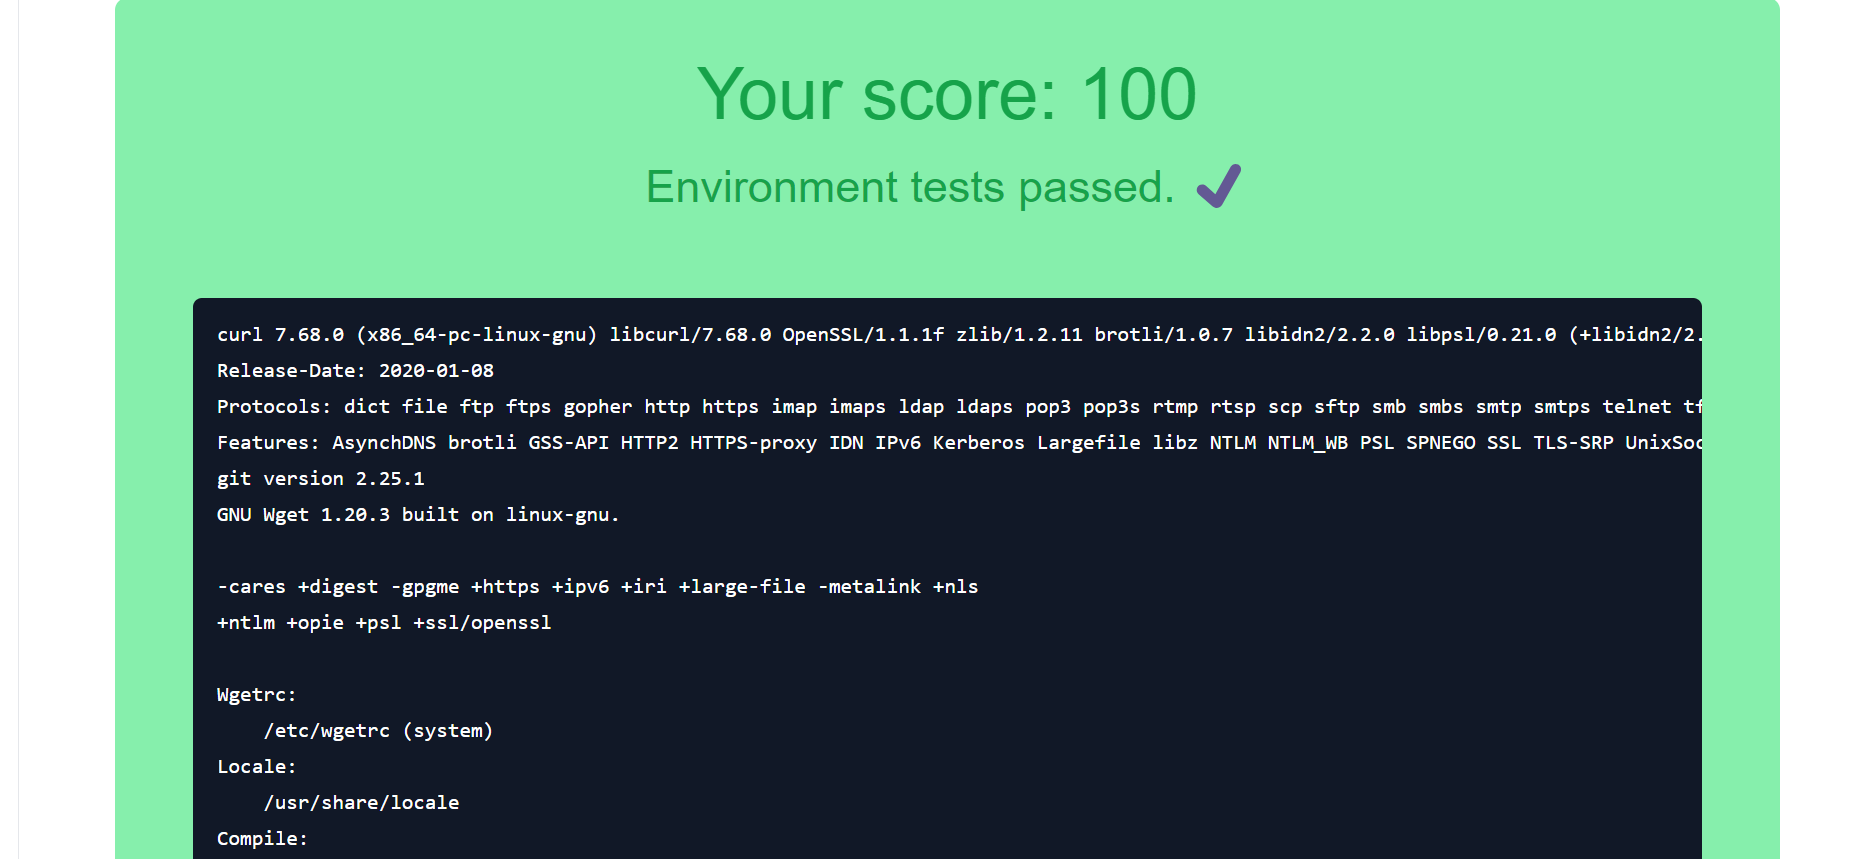 Your score: 100
Environment tests passed.
curl 7.68.0 (x86_64-pc-linux-gnu) libcurl/7.68.0 OpenSSL/1.1.1f zlib/1.2.11 brotli/1.0.7 libidn2/2.2.0 libpsl/0.21.0 (+libidn2/2.
Release-Date: 2020-01-08
Protocols: dict file ftp ftps gopher http https imap imaps ldap ldaps pop3 pop3s rtmp rtsp scp sftp smb smbs smtp smtps telnet
Features: AsynchDNS brotli GSS-API HTTP2 HTTPS-proxy IDN IPv6 Kerberos Largefile libz NTLM NTLM_WB PSL SPNEGO SSL TLS-SRP
git version 2.25.1
GNU Wget 1.20.3 built on linux-gnu.
-cares +digest -gpgme +https +ipv6 +iri +large-file -metalink +nls
+ntlm +opie +psl +ssl/openssl
Wgetrc:
/etc/wgetrc (system)
Locale:
/usr/share/locale
Compile: